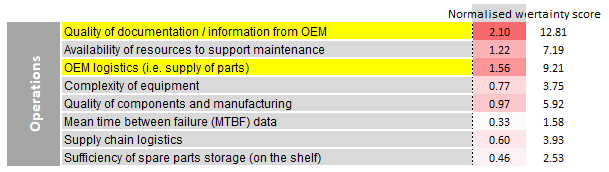 Normalised w ertainty score
Operations
Quality of documentation / information from OEM 2.10 12.81
Availability of resources to support maintenance 1.22 7.19
OEM logistics (i.e. supply of parts) 1.56 9.21
Complexity of equipment 0.77 3.75
Quality of components and manufacturing 0.97 5.92
Mean time between failure (MTBF) data 0.33 1.58
Supply chain logistics 0.60 3.93
Sufficiency of spare parts storage (on the shelf) 0.46 2.53